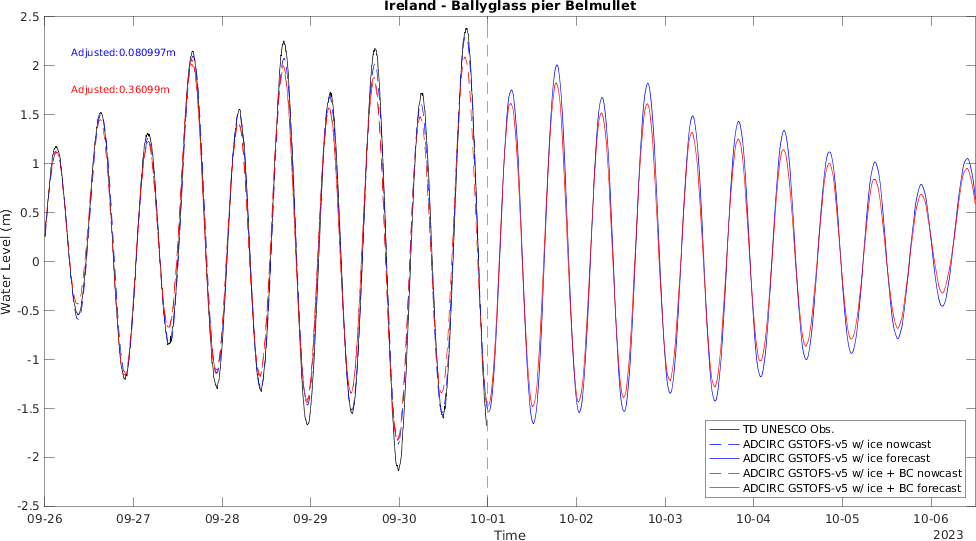 Ireland - Ballyglass pier Belmullet
2.5
2
1.5
1
0.5
0
-0.5
-1
-1.5
-2
-2.5
Water Level (m)
Adjusted:0.080997m
Adjusted:0.36099m
TD UNESCO Obs.
ADCIRC GSTOFS-v5 w/ ice nowcast
ADCIRC GSTOFS-v5 w/ ice forecast
ADCIRC GSTOFS-v5 w/ ice + BC nowcast
ADCIRC GSTOFS-v5 w/ ice + BC forecast
09-26 09-27 09-28 09-29 09-30 10-01 10-02 10-03 10-04 10-05 10-06
Time
2023